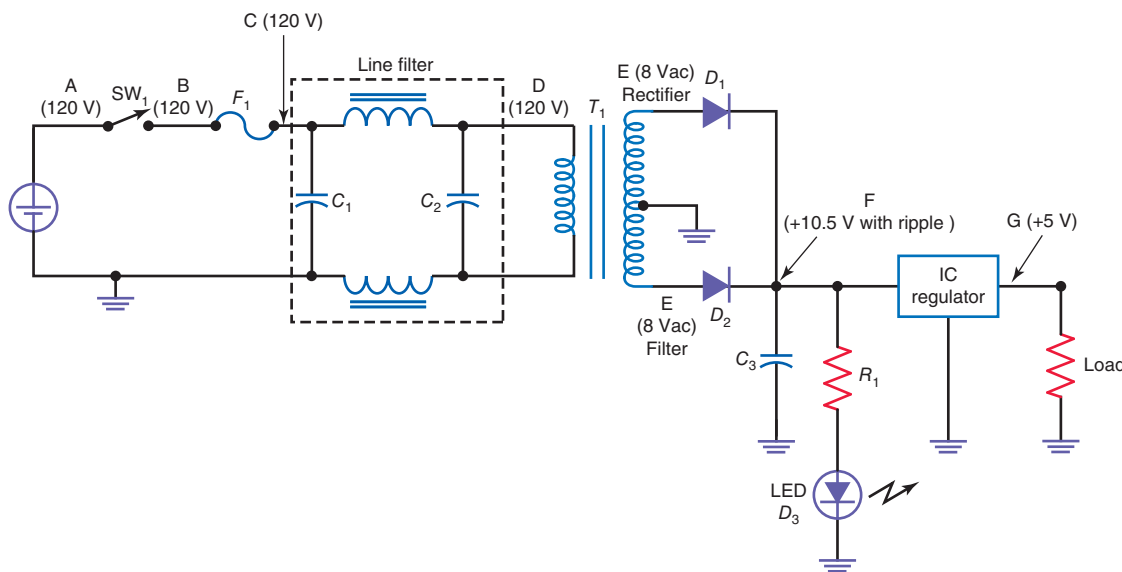 C (120 V)
Line filter
A
(120 V)
SW1
B
(120 V)
F1
D
(120 V)
T1
E (8 Vac)
Rectifier
D1
C1
C2
F
(+10.5 V with ripple )
G (+5 V)
IC
regulator
E
(8 Vac)
Filter
D2
C3
R1
Load
LED
D3